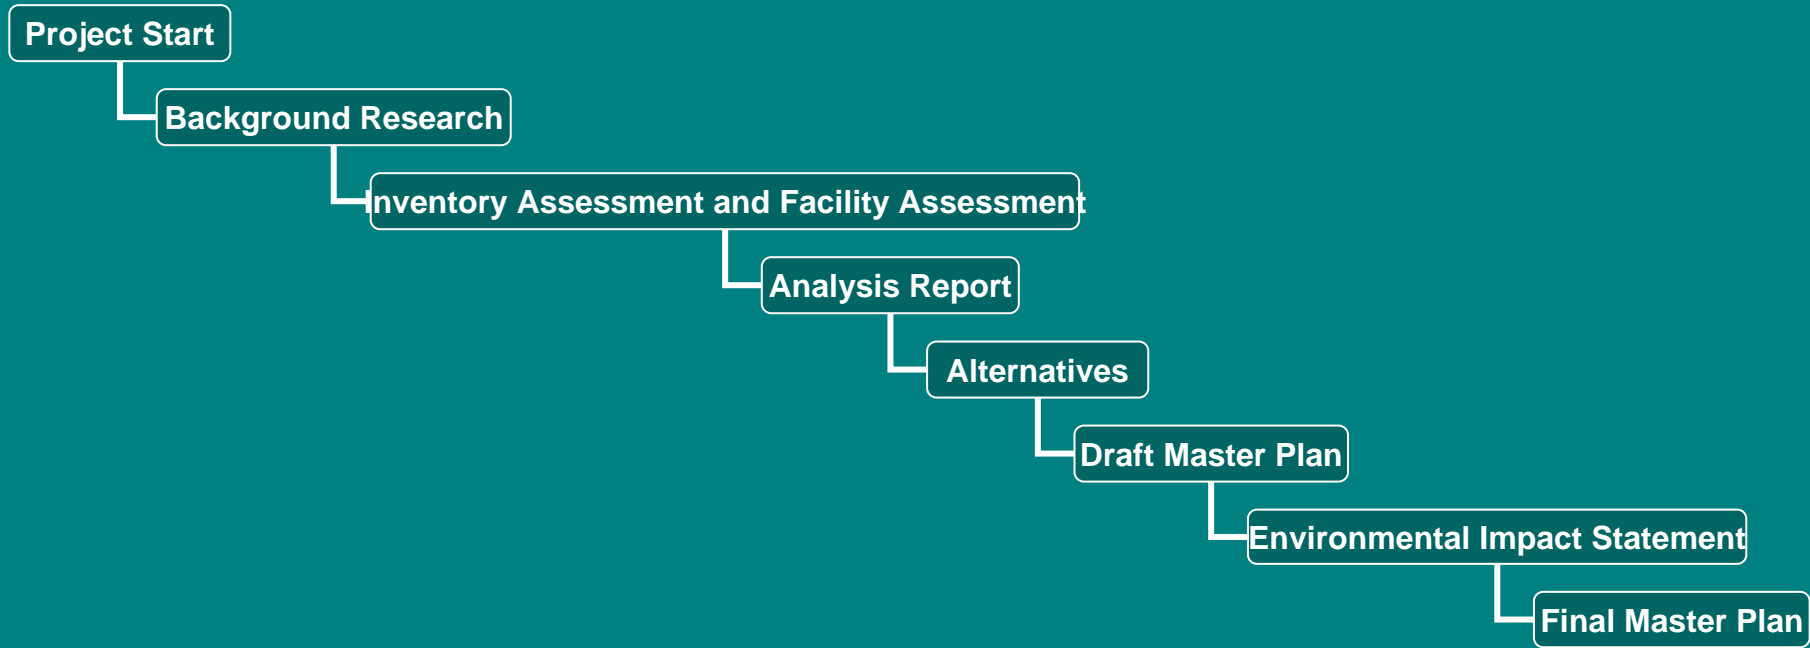 Project Start
Background Research
Inventory Assessment and Facility Assessment
Analysis Report
Alternatives
Draft Master Plan
Environmental Impact Statement
Final Master Plan